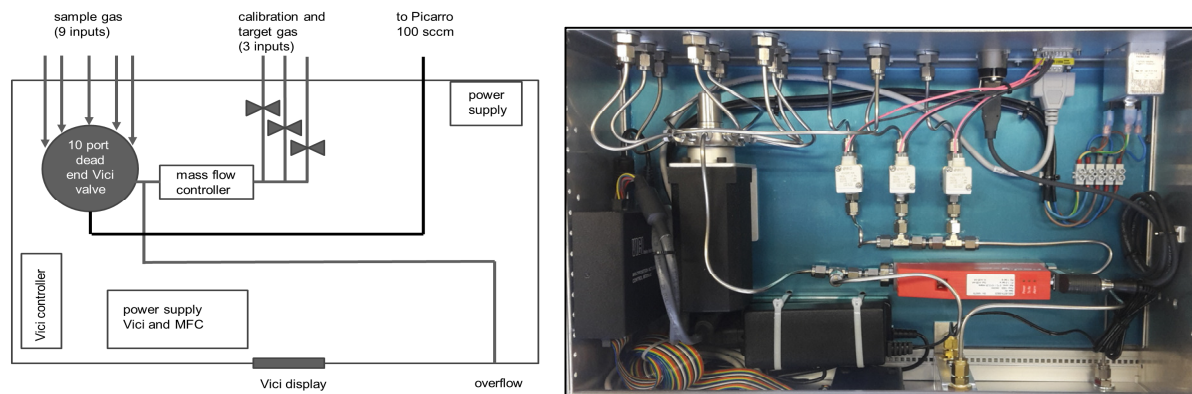 sample gas
(9 inputs)
calibration and
target gas
(3 inputs)
to Picarro
100 sccm
power
supply
10 port
dead
end Vici
valve
mass flow
controller
Vici controller
power supply
Vici and MFC
Vici display
overflow